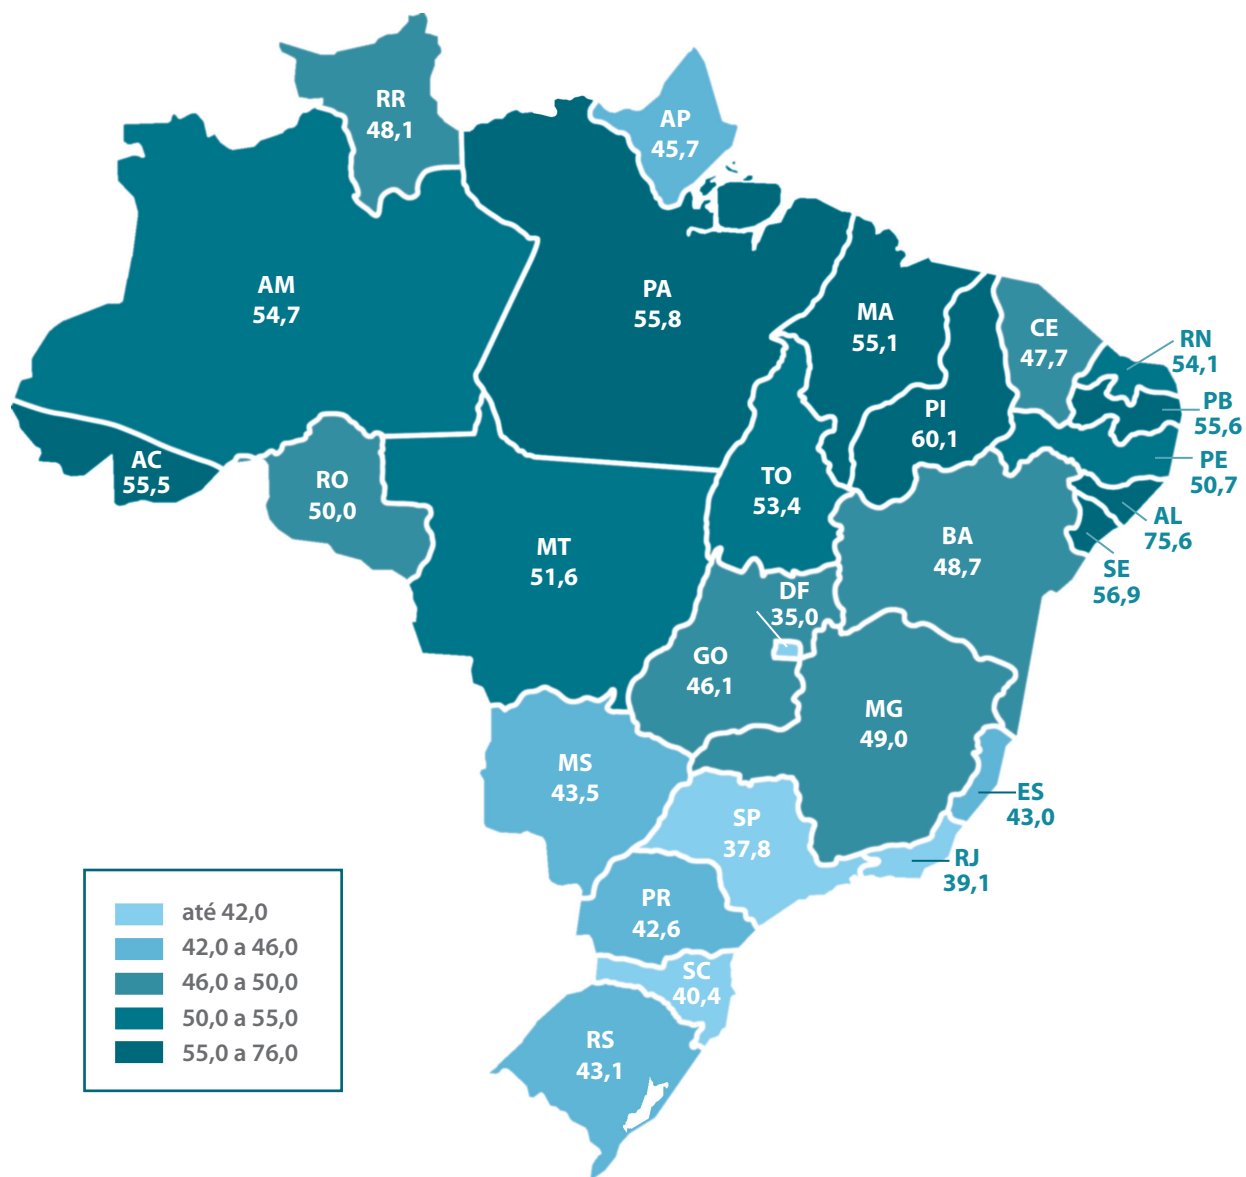 RR
48,1
AP
45,7
AM
54,7
PA
55,8
MA
55,1
CE
47,7
RN
54,1
PI
60,1
PB
55,6
AC
55,5
RO
50,0
TO
53,4
PE
50,7
AL
75,6
SE
56,9
MT
51,6
BA
48,7
DF
35,0
GO
46,1
MG
49,0
MS
43,5
ES
43,0
SP
37,8
RJ
39,1
PR
42,6
SC
40,4
RS
43,1
até 42,0
42,0 a 46,0
46,0 a 50,0
50,0 a 55,0
55,0 a 76,0